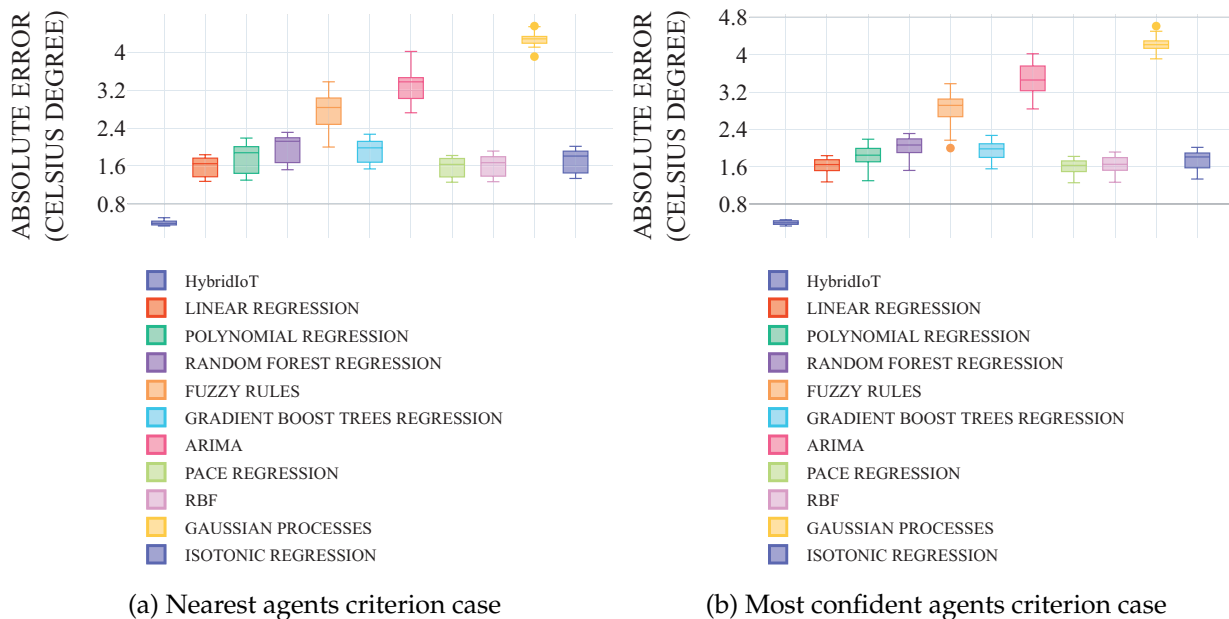 ABSOLUTE ERROR
(CELSIUS DEGREE)
4
3.2
2.4
1.6
0.8
HybridIoT
LINEAR REGRESSION
POLYNOMIAL REGRESSION
RANDOM FOREST REGRESSION
FUZZY RULES
GRADIENT BOOST TREES REGRESSION
ARIMA
PACE REGRESSION
RBF
GAUSSIAN PROCESSES
ISOTONIC REGRESSION
(a) Nearest agents criterion case
ABSOLUTE ERROR
(CELSIUS DEGREE)
4.8
4
3.2
2.4
1.6
0.8
HybridIoT
LINEAR REGRESSION
POLYNOMIAL REGRESSION
RANDOM FOREST REGRESSION
FUZZY RULES
GRADIENT BOOST TREES REGRESSION
ARIMA
PACE REGRESSION
RBF
GAUSSIAN PROCESSES
ISOTONIC REGRESSION
(b) Most confident agents criterion case